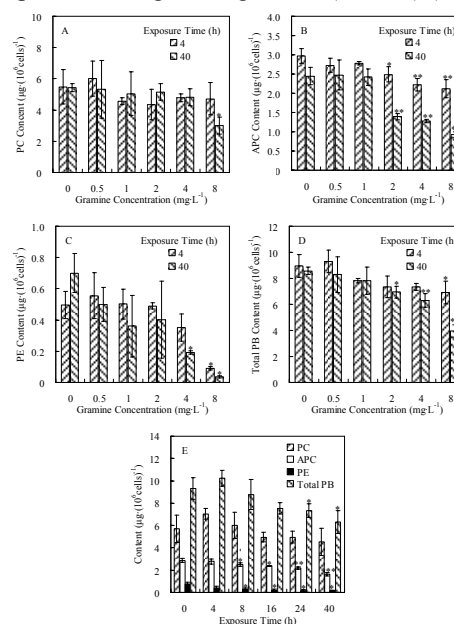 A
Exposure Time (h)
4
40
PC Content (µg·(10⁶cells)⁻¹)
10
8
6
4
2
0
*
0 0.5 1 2 4 8
Gramine Concentration (mg·L⁻¹)
B
Exposure Time (h)
4
40
APC Content (µg·(10⁶cells)⁻¹)
3.5
3.0
2.5
2.0
1.5
1.0
0.5
0.0
* ** **
** ** **
0 0.5 1 2 4 8
Gramine Concentration (mg·L⁻¹)
C
Exposure Time (h)
4
40
PE Content (µg·(10⁶cells)⁻¹)
1.0
0.8
0.6
0.4
0.2
0.0
* * *
0 0.5 1 2 4 8
Gramine Concentration (mg·L⁻¹)
D
Exposure Time (h)
4
40
Total PB Content (µg·(10⁶cells)⁻¹)
12
10
8
6
4
2
0
* ** *
0 0.5 1 2 4 8
Gramine Concentration (mg·L⁻¹)
E
PC
APC
PE
Total PB
Content (µg·(10⁶cells)⁻¹)
14
12
10
8
6
4
2
0
0 4 8 16 24 40
Exposure Time (h)